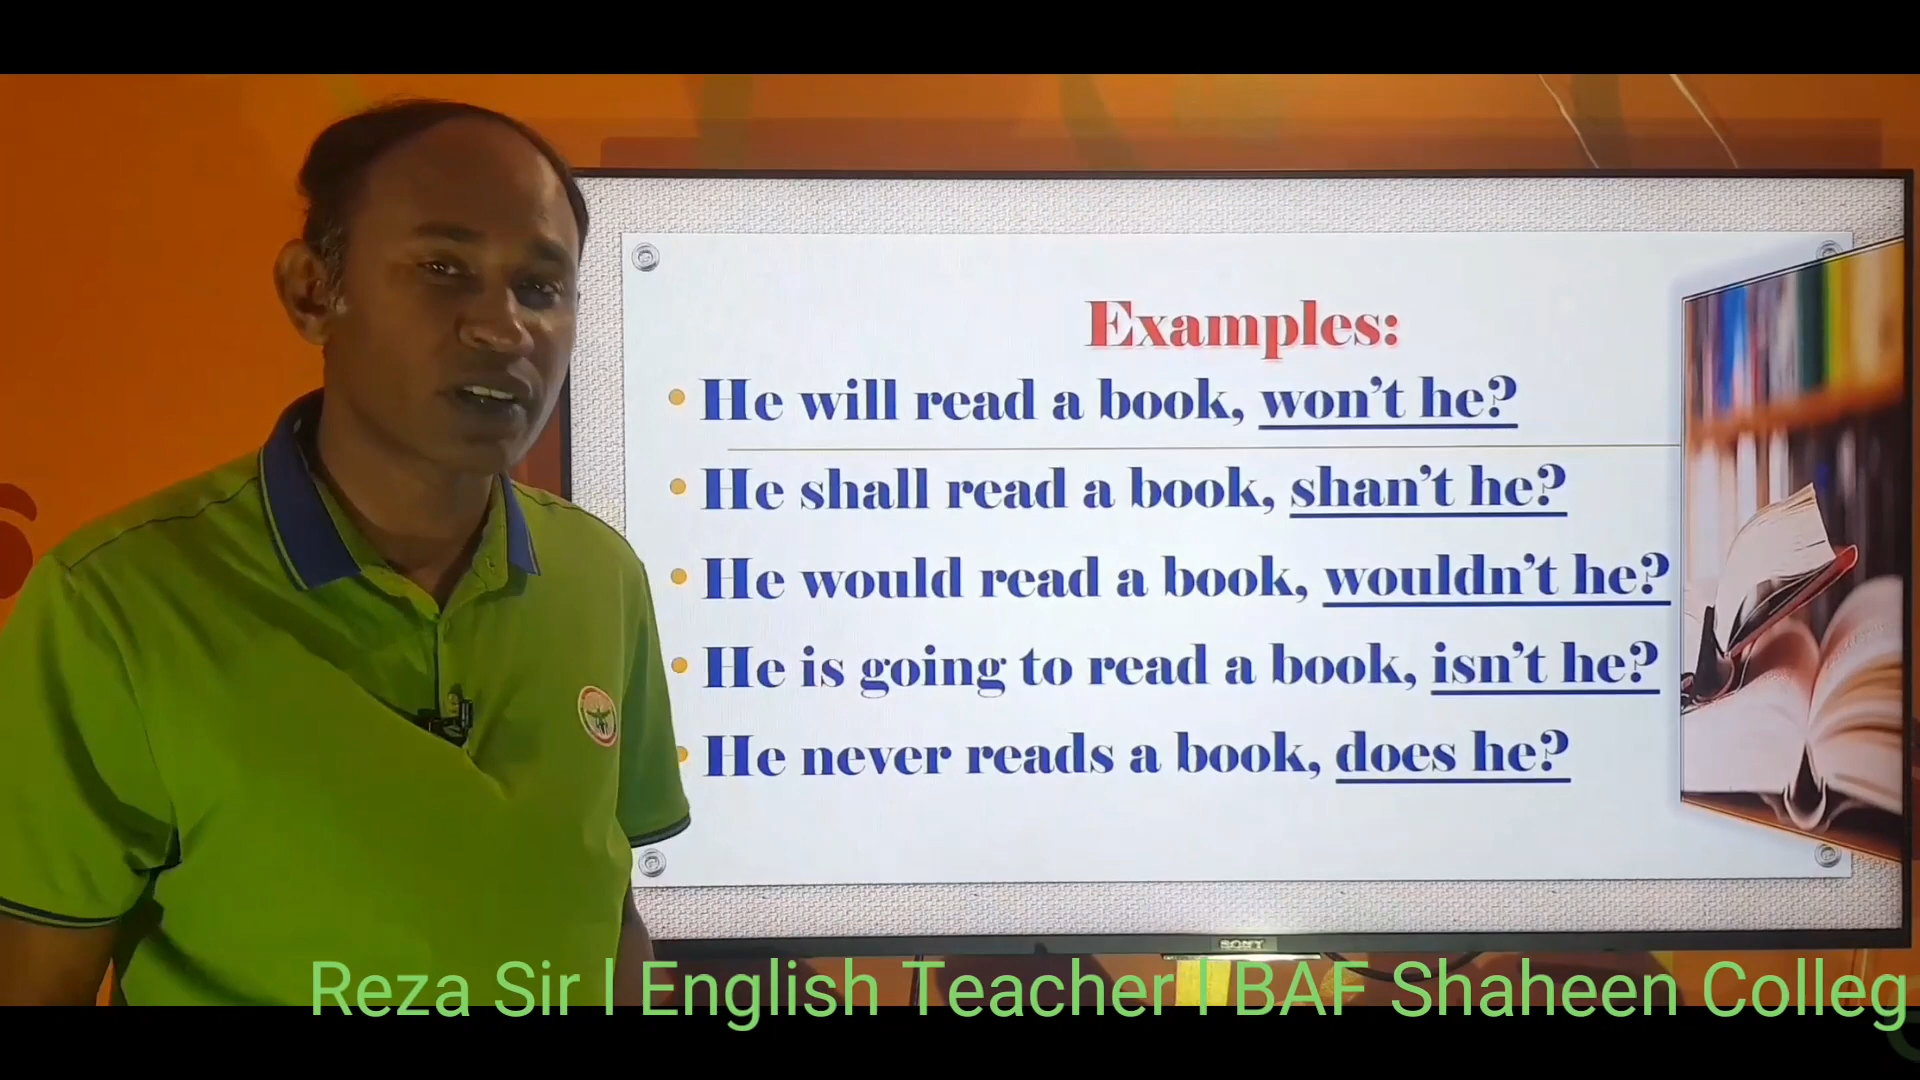 Examples:
He will read a book, won't he?
He shall read a book, shan't he?
He would read a book, wouldn't he?
He is going to read a book, isn't he?
He never reads a book, does he?
SONY
Reza Sir l English Teacher l BAF Shaheen Colleg